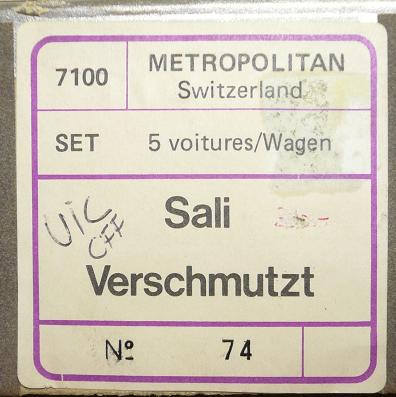 7100 METROPOLITAN
Switzerland
SET 5 voitures/Wagen
UIC
CFF
Sali
Verschmutzt
Nº 74